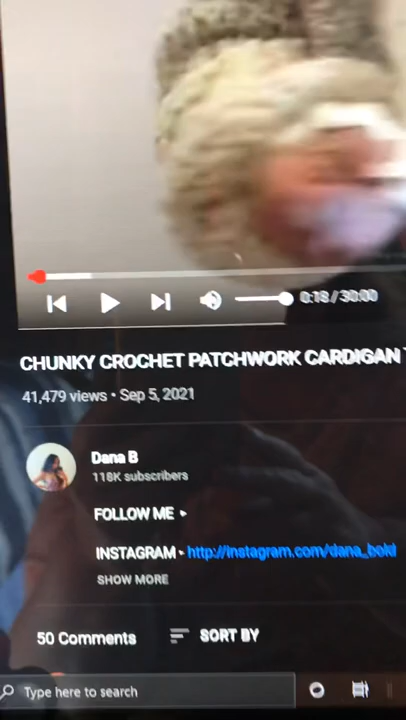 0:18 / 30:00
CHUNKY CROCHET PATCHWORK CARDIGAN
41,479 views • Sep 5, 2021
Dana B
118K subscribers
FOLLOW ME ▸
INSTAGRAM ▸ http://instagram.com/dana_bold
SHOW MORE
50 Comments
SORT BY
Type here to search